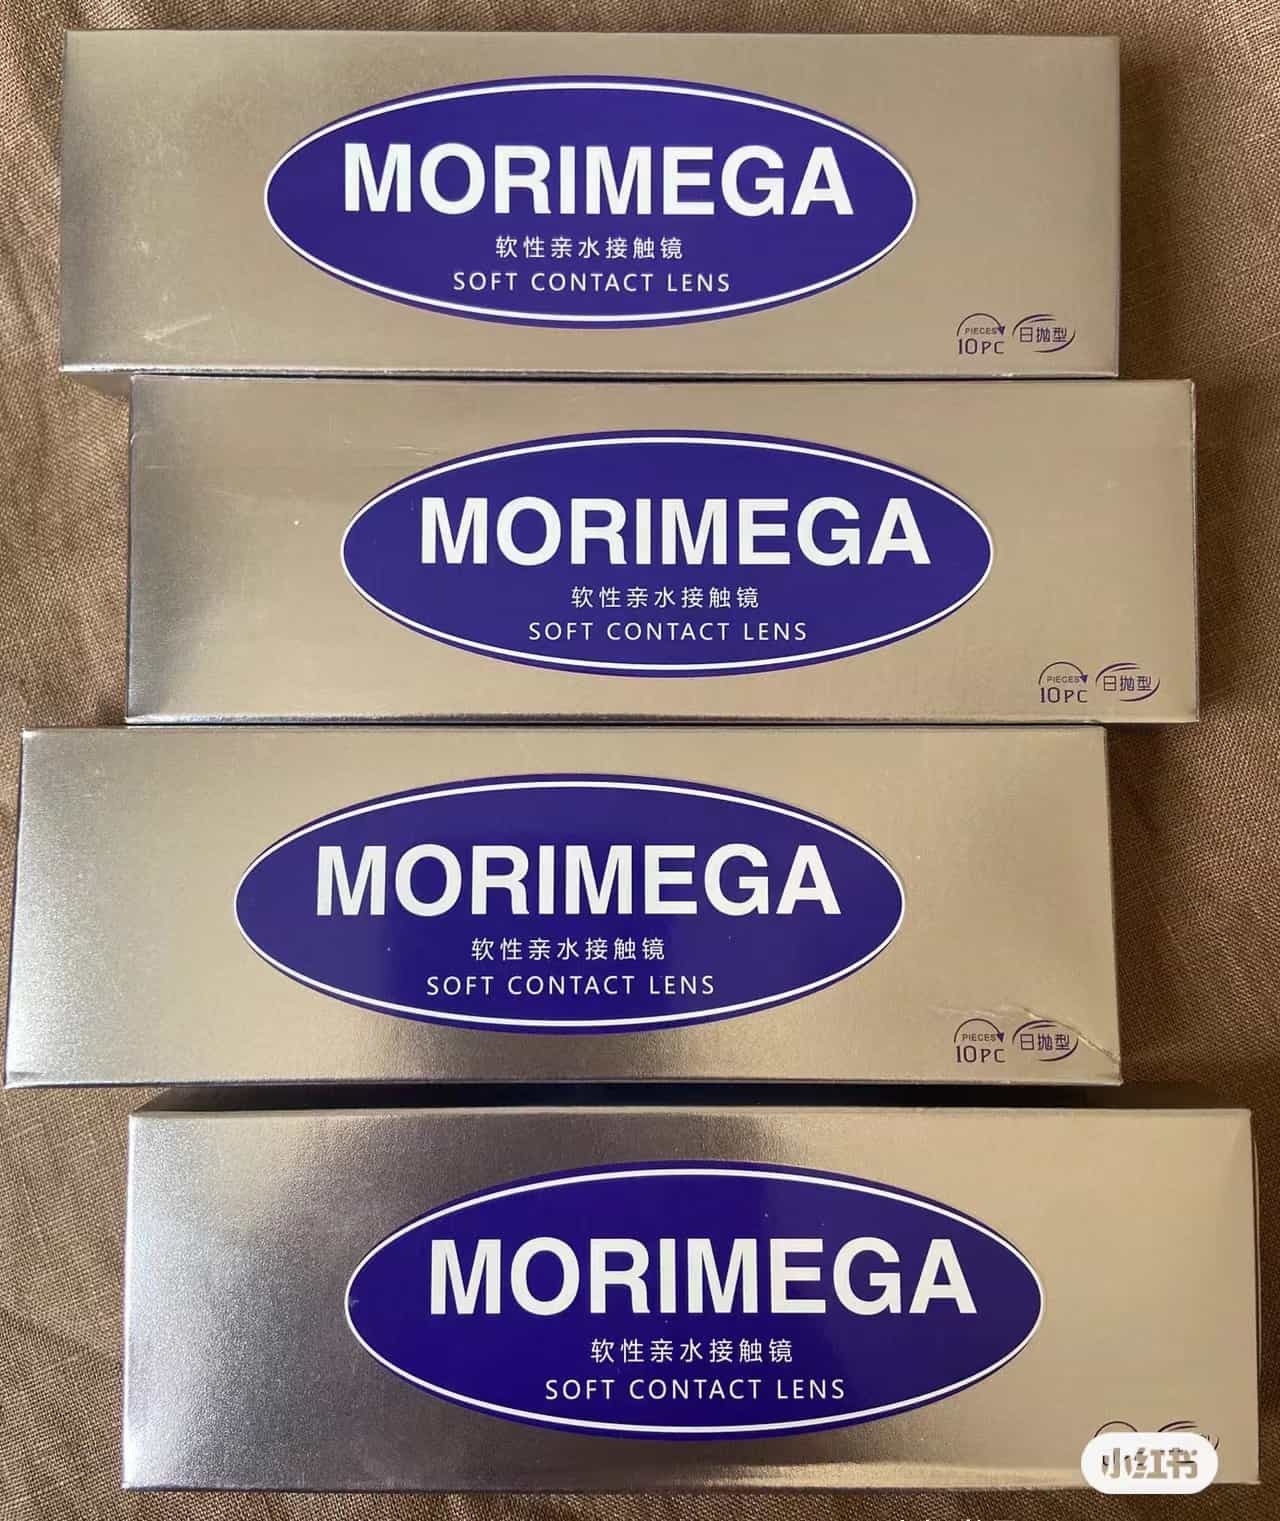 MORIMEGA
软性亲水接触镜
SOFT CONTACT LENS
PIECES
10PC 日抛型
MORIMEGA
软性亲水接触镜
SOFT CONTACT LENS
PIECES
10PC 日抛型
MORIMEGA
软性亲水接触镜
SOFT CONTACT LENS
PIECES
10PC 日抛型
MORIMEGA
软性亲水接触镜
SOFT CONTACT LENS
小红书